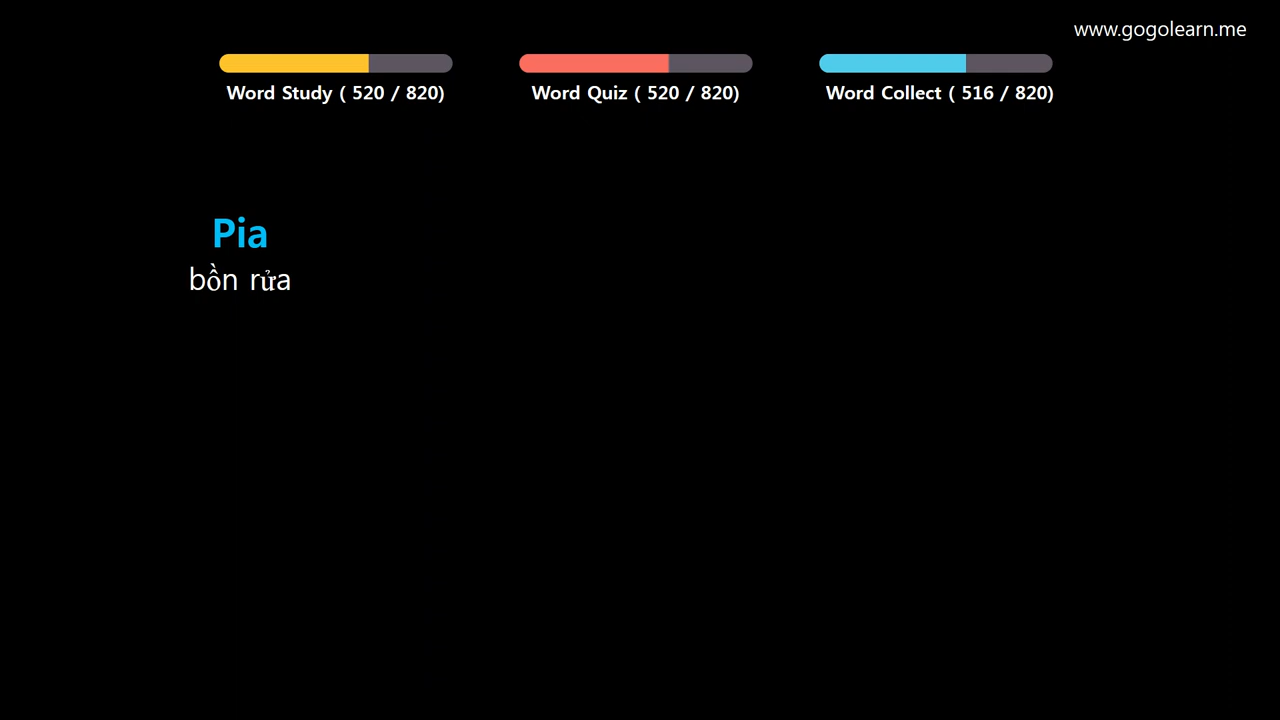 www.gogolearn.me
Word Study ( 520 / 820)
Word Quiz ( 520 / 820)
Word Collect ( 516 / 820)
Pia
bồn rửa